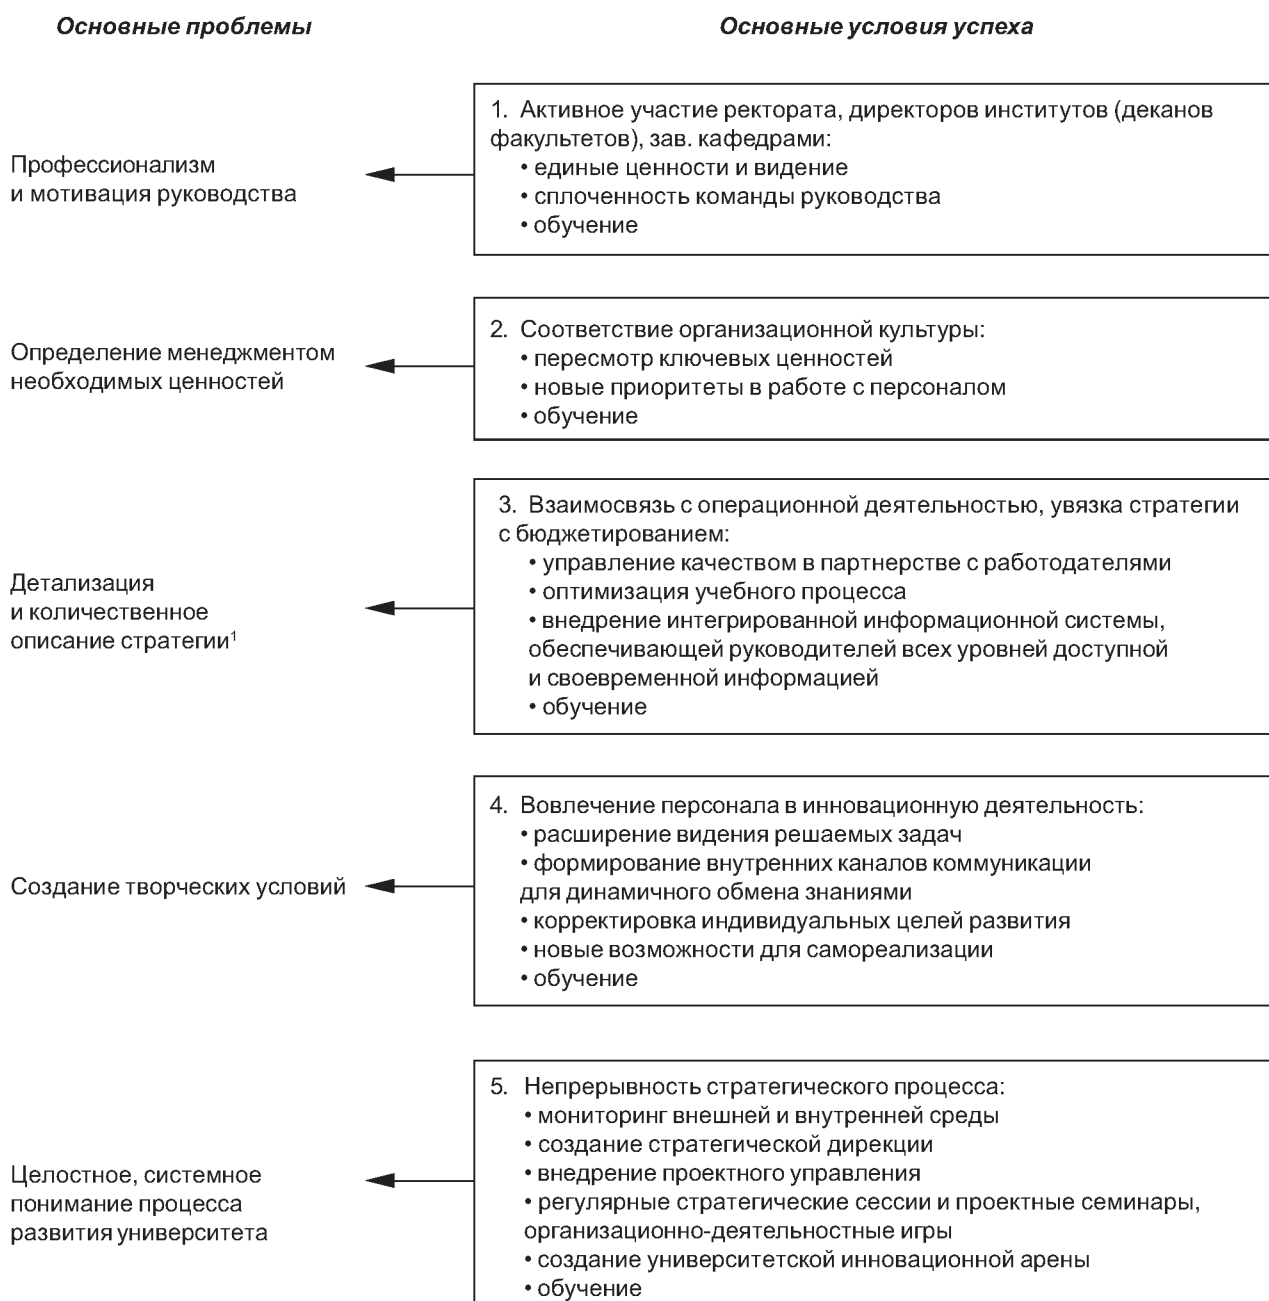 Основные проблемы
Основные условия успеха
Профессионализм
и мотивация руководства
1. Активное участие ректората, директоров институтов (деканов
факультетов), зав. кафедрами:
• единые ценности и видение
• сплоченность команды руководства
• обучение
Определение менеджментом
необходимых ценностей
2. Соответствие организационной культуры:
• пересмотр ключевых ценностей
• новые приоритеты в работе с персоналом
• обучение
Детализация
и количественное
описание стратегии¹
3. Взаимосвязь с операционной деятельностью, увязка стратегии
с бюджетированием:
• управление качеством в партнерстве с работодателями
• оптимизация учебного процесса
• внедрение интегрированной информационной системы,
обеспечивающей руководителей всех уровней доступной
и своевременной информацией
• обучение
Создание творческих условий
4. Вовлечение персонала в инновационную деятельность:
• расширение видения решаемых задач
• формирование внутренних каналов коммуникации
для динамичного обмена знаниями
• корректировка индивидуальных целей развития
• новые возможности для самореализации
• обучение
Целостное, системное
понимание процесса
развития университета
5. Непрерывность стратегического процесса:
• мониторинг внешней и внутренней среды
• создание стратегической дирекции
• внедрение проектного управления
• регулярные стратегические сессии и проектные семинары,
организационно-деятельностные игры
• создание университетской инновационной арены
• обучение